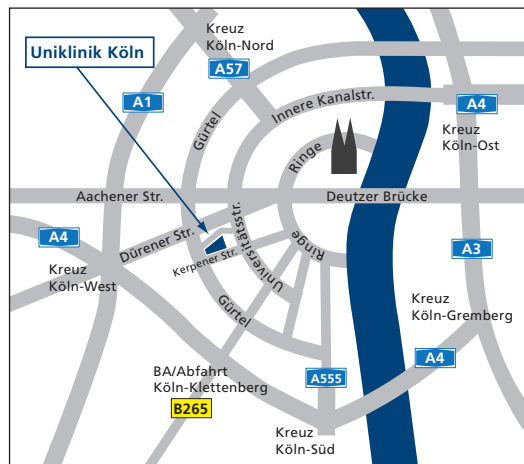 Kreuz
Köln-Nord
Uniklinik Köln
A57
A1
Innere Kanalstr.
A4
Gürtel
Kreuz
Köln-Ost
Ringe
Aachener Str.
Deutzer Brücke
Universitätsstr.
Dürener Str.
A4
Kerpener Str.
Ringe
A3
Kreuz
Köln-West
Gürtel
Kreuz
Köln-Gremberg
BA/Abfahrt
Köln-Klettenberg
A555
A4
B265
Kreuz
Köln-Süd